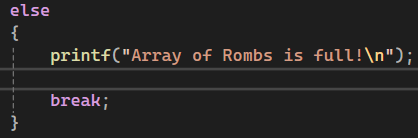 else
{
printf("Array of Rombs is full!\n");
break;
}